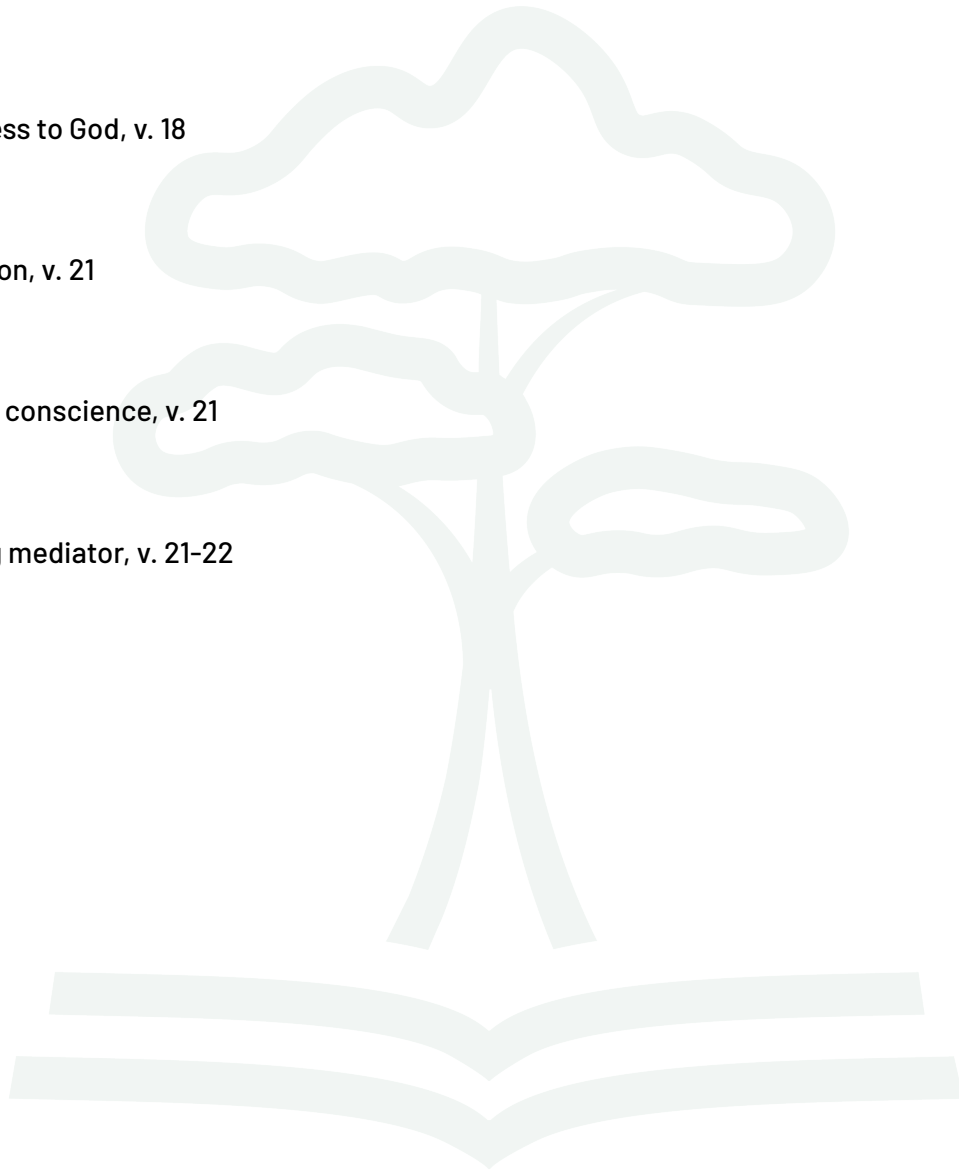 ess to God, v. 18
on, v. 21
conscience, v. 21
mediator, v. 21-22